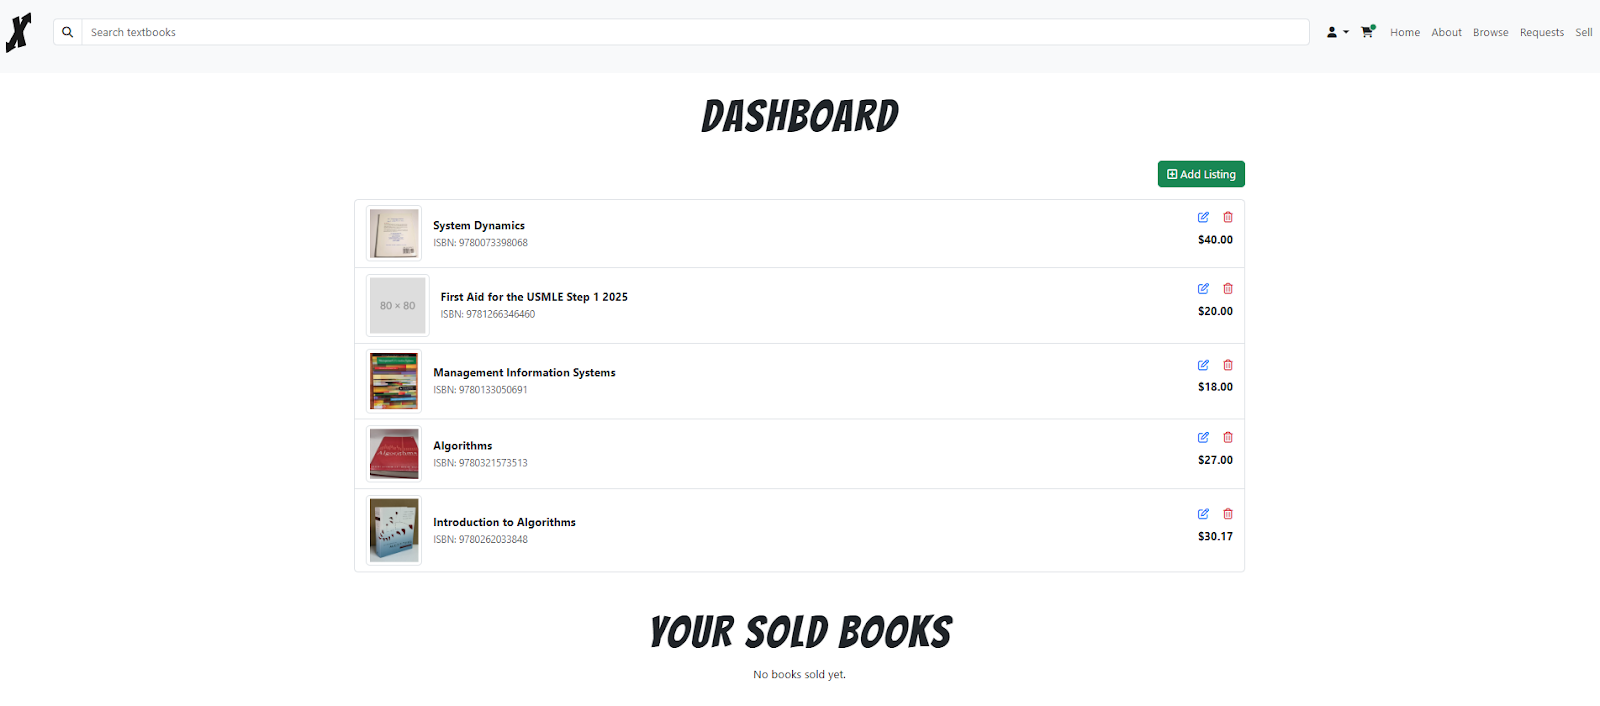 X
Search textbooks
Home About Browse Requests Sell
DASHBOARD
Add Listing
System Dynamics
ISBN: 9780073398068
$40.00
80 × 80
First Aid for the USMLE Step 1 2025
ISBN: 9781266346460
$20.00
Management Information Systems
ISBN: 9780133050691
$18.00
Algorithms
Algorithms
ISBN: 9780321573513
$27.00
Introduction to Algorithms
ISBN: 9780262033848
$30.17
YOUR SOLD BOOKS
No books sold yet.